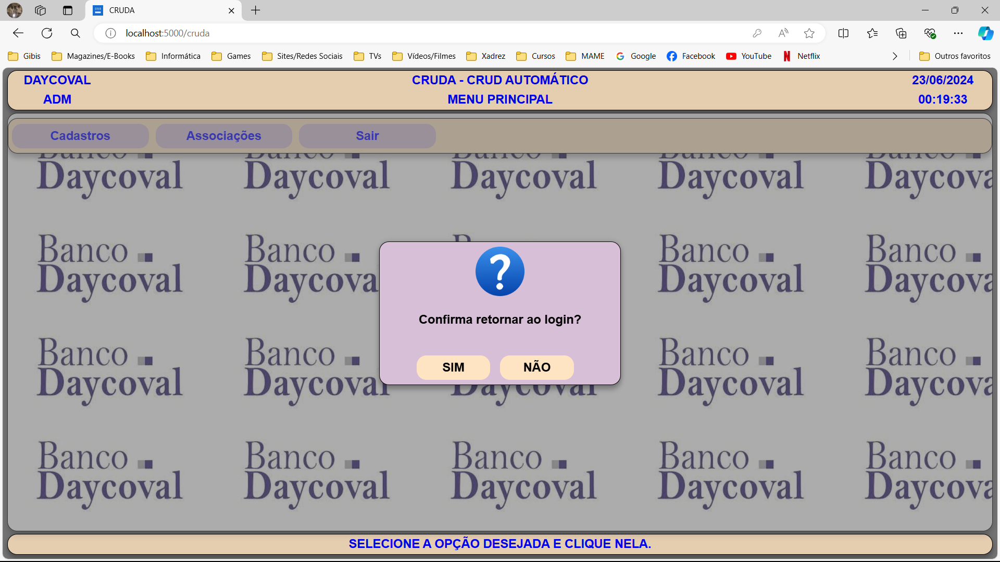 CRUDA
localhost:5000/cruda
Gibis Magazines/E-Books Informática Games Sites/Redes Sociais TVs Vídeos/Filmes Xadrez Cursos MAME Google Facebook YouTube Netflix Outros favoritos
DAYCOVAL CRUDA - CRUD AUTOMÁTICO 23/06/2024
ADM MENU PRINCIPAL 00:19:33
Cadastros Associações Sair
Daycoval Daycoval Daycoval Daycoval Daycova
Banco Banco Banco Banco
Daycoval Daycova Daycoval Daycova
?
Confirma retornar ao login?
Banco Banco Banco Banco
SIM NÃO
Daycoval Daycoval Daycoval Daycoval Daycova
Banco Banco Banco Banco Banco
Daycoval Daycoval Daycoval Daycoval Daycova
SELECIONE A OPÇÃO DESEJADA E CLIQUE NELA.